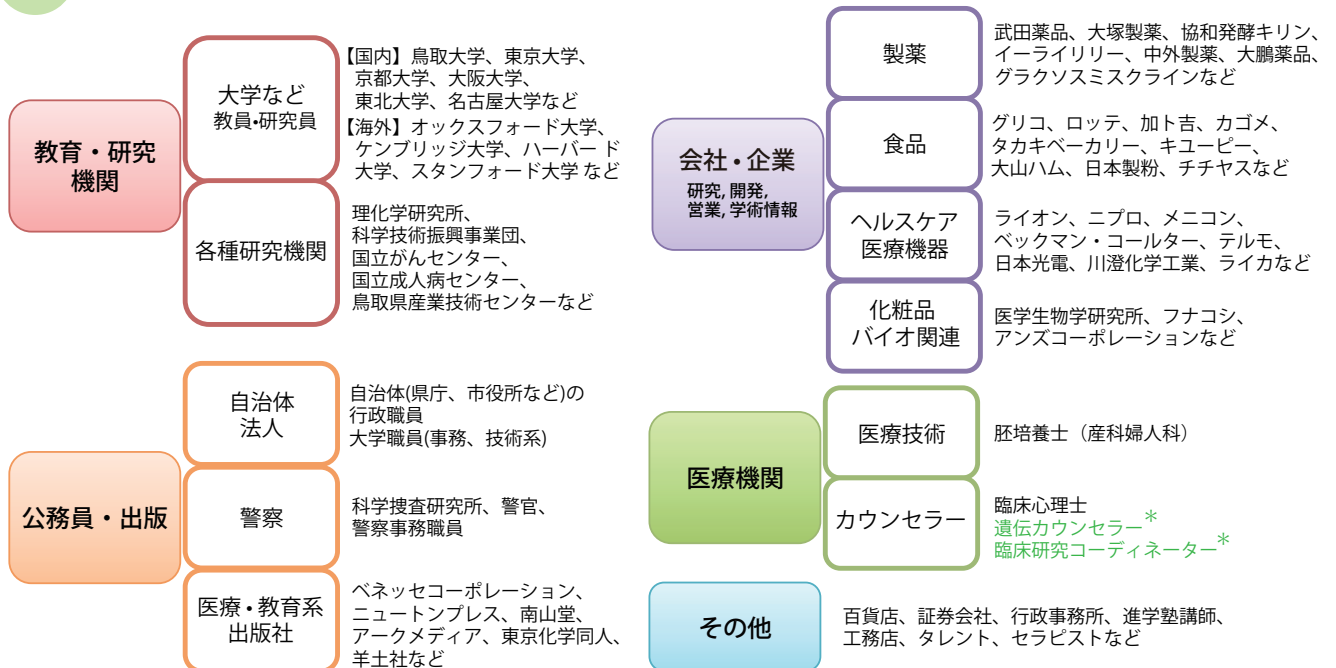 教育・研究
機関
大学など
教員・研究員
【国内】鳥取大学、東京大学、
京都大学、大阪大学、
東北大学、名古屋大学など
【海外】オックスフォード大学、
ケンブリッジ大学、ハーバード
大学、スタンフォード大学 など
各種研究機関
理化学研究所、
科学技術振興事業団、
国立がんセンター、
国立成人病センター、
鳥取県産業技術センターなど
公務員・出版
自治体
法人
自治体(県庁、市役所など)の
行政職員
大学職員(事務、技術系)
警察
科学捜査研究所、警官、
警察事務職員
医療・教育系
出版社
ベネッセコーポレーション、
ニュートンプレス、南山堂、
アークメディア、東京化学同人、
羊土社など
会社・企業
研究, 開発,
営業, 学術情報
製薬
武田薬品、大塚製薬、協和発酵キリン、
イーライリリー、中外製薬、大鵬薬品、
グラクソスミスクラインなど
食品
グリコ、ロッテ、加ト吉、カゴメ、
タカキベーカリー、キユーピー、
大山ハム、日本製粉、チチヤスなど
ヘルスケア
医療機器
ライオン、ニプロ、メニコン、
ベックマン・コールター、テルモ、
日本光電、川澄化学工業、ライカなど
化粧品
バイオ関連
医学生物学研究所、フナコシ、
アンズコーポレーションなど
医療機関
医療技術
胚培養士（産科婦人科）
カウンセラー
臨床心理士
遺伝カウンセラー＊
臨床研究コーディネーター＊
その他
百貨店、証券会社、行政事務所、進学塾講師、
工務店、タレント、セラピストなど